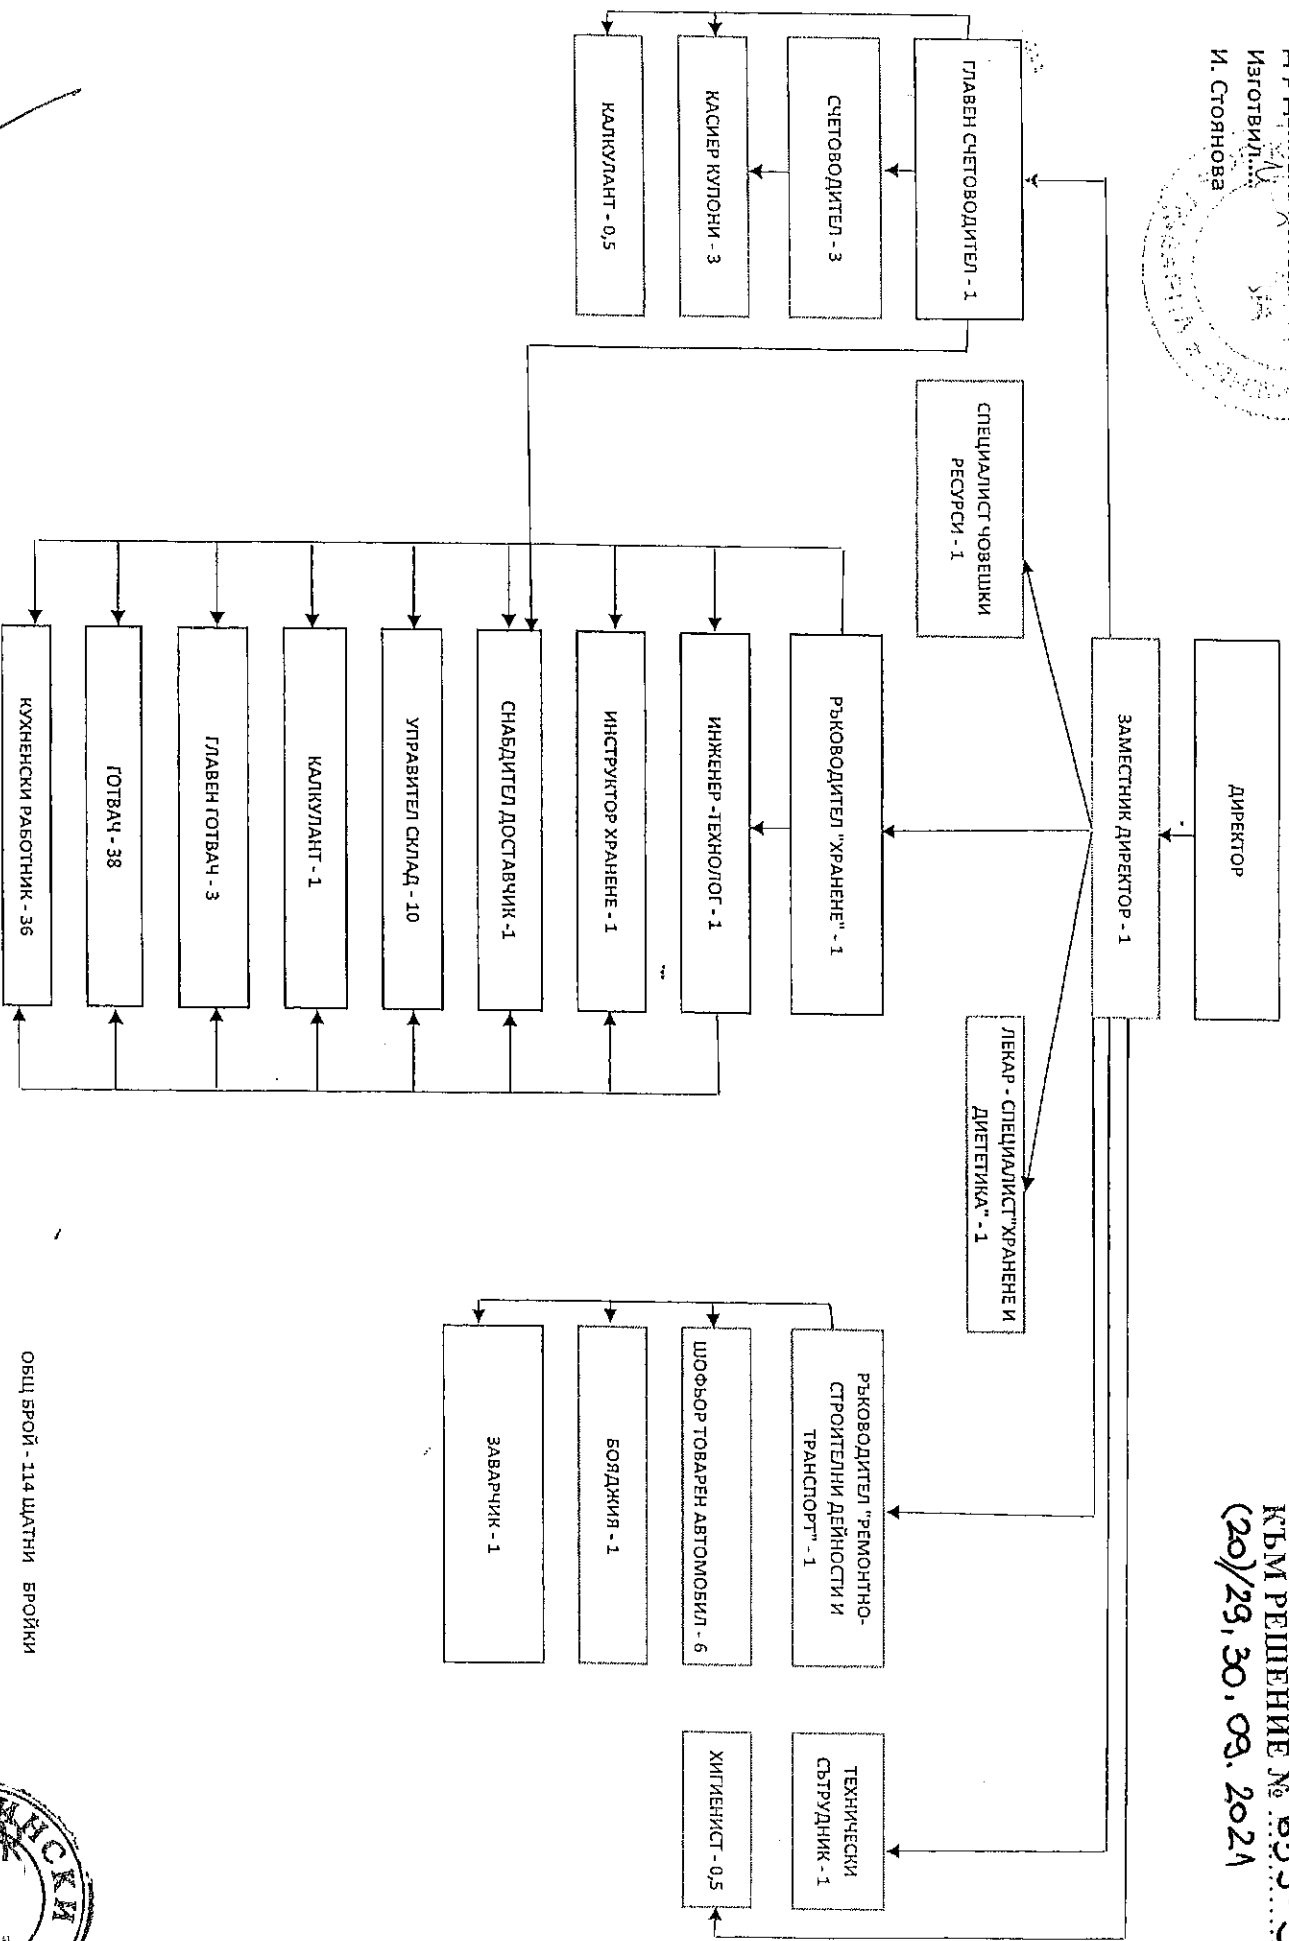 Изготвил....
И. Стоянова
КЪМ РЕШЕНИЕ №
(20)/29, 30. 09. 2021
ДИРЕКТОР
ЗАМЕСТНИК ДИРЕКТОР - 1
ГЛАВЕН СЧЕТОВОДИТЕЛ - 1
СЧЕТОВОДИТЕЛ - 3
КАСИЕР КУПОНИ - 3
КАЛКУЛАНТ - 0,5
СПЕЦИАЛИСТ ЧОВЕШКИ
РЕСУРСИ - 1
РЪКОВОДИТЕЛ "ХРАНЕНЕ" - 1
ИНЖЕНЕР -ТЕХНОЛОГ - 1
ИНСТРУКТОР ХРАНЕНЕ - 1
СНАБДИТЕЛ ДОСТАВЧИК -1
УПРАВИТЕЛ СКЛАД - 10
КАЛКУЛАНТ - 1
ГЛАВЕН ГОТВАЧ - 3
ГОТВАЧ - 38
КУХНЕНСКИ РАБОТНИК - 36
ЛЕКАР - СПЕЦИАЛИСТ"ХРАНЕНЕ И
ДИЕТЕТИКА" - 1
РЪКОВОДИТЕЛ "РЕМОНТНО-
СТРОИТЕЛНИ ДЕЙНОСТИ И
ТРАНСПОРТ" - 1
ШОФЬОР ТОВАРЕН АВТОМОБИЛ - 6
БОЯДЖИЯ - 1
ЗАВАРЧИК - 1
ТЕХНИЧЕСКИ
СЪТРУДНИК - 1
ХИГИЕНИСТ - 0,5
ОБЩ БРОЙ - 114 ЩАТНИ БРОЙКИ